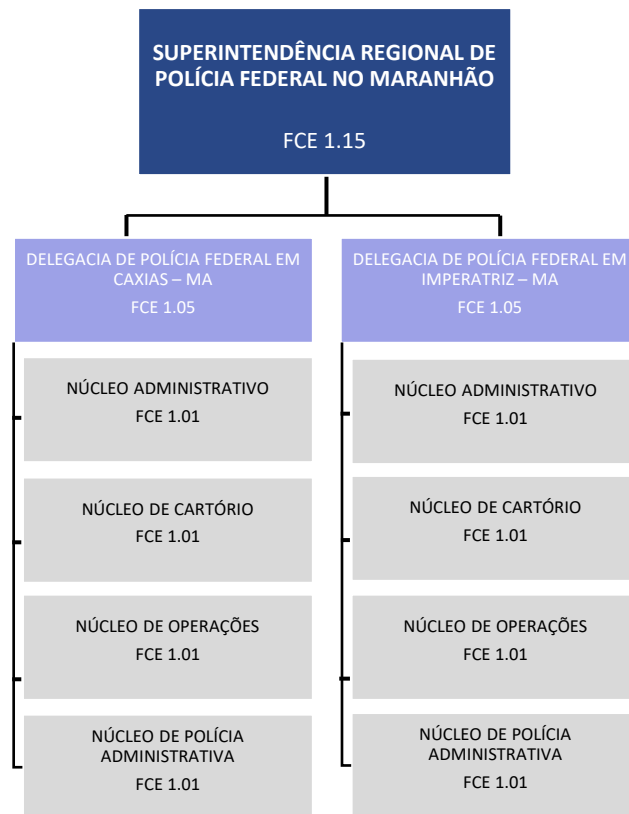 SUPERINTENDÊNCIA REGIONAL DE
POLÍCIA FEDERAL NO MARANHÃO
FCE 1.15
DELEGACIA DE POLÍCIA FEDERAL EM
CAXIAS – MA
FCE 1.05
NÚCLEO ADMINISTRATIVO
FCE 1.01
NÚCLEO DE CARTÓRIO
FCE 1.01
NÚCLEO DE OPERAÇÕES
FCE 1.01
NÚCLEO DE POLÍCIA
ADMINISTRATIVA
FCE 1.01
DELEGACIA DE POLÍCIA FEDERAL EM
IMPERATRIZ – MA
FCE 1.05
NÚCLEO ADMINISTRATIVO
FCE 1.01
NÚCLEO DE CARTÓRIO
FCE 1.01
NÚCLEO DE OPERAÇÕES
FCE 1.01
NÚCLEO DE POLÍCIA
ADMINISTRATIVA
FCE 1.01